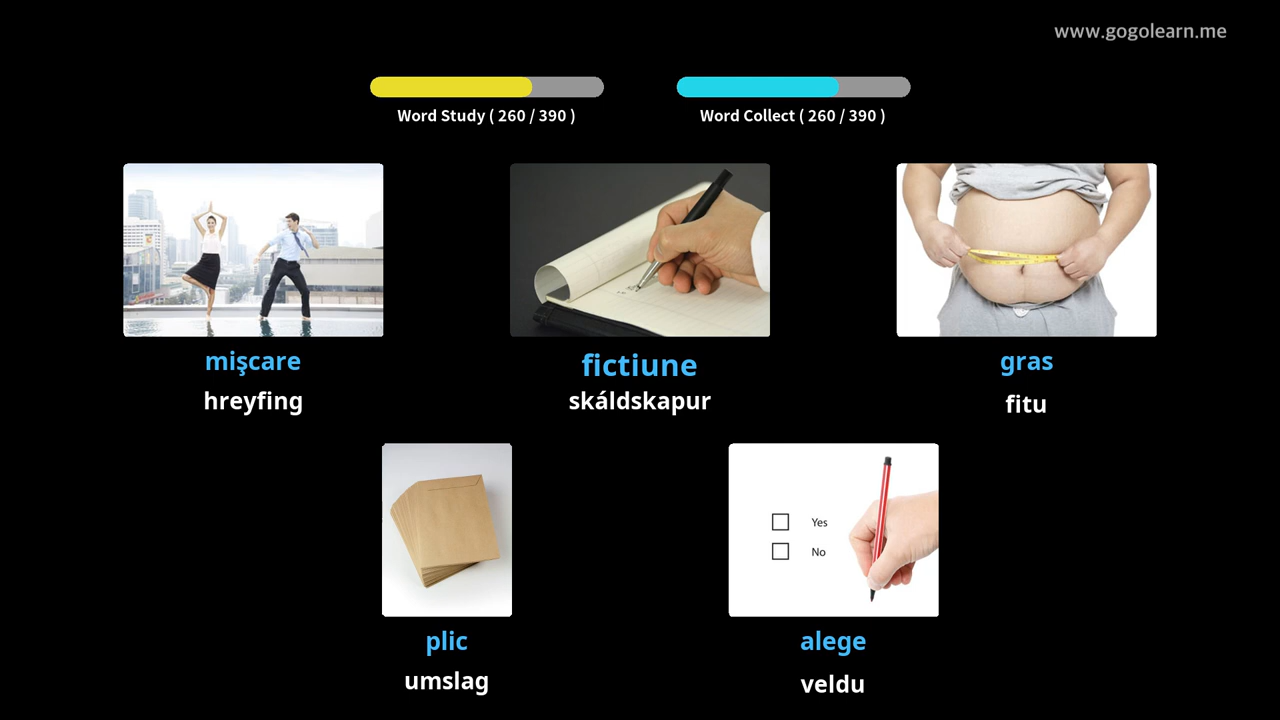 www.gogolearn.me
Word Study ( 260 / 390 )
Word Collect ( 260 / 390 )
mişcare
fictiune
gras
hreyfing
skáldskapur
fitu
Yes
No
plic
alege
umslag
veldu